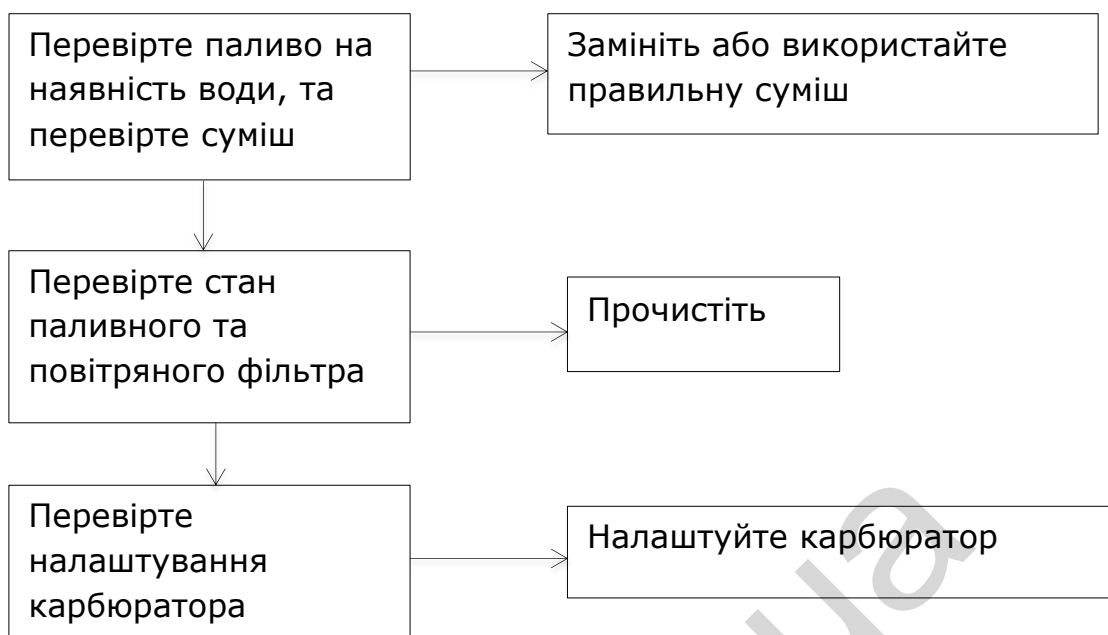 Перевірте паливо на
наявність води, та
перевірте суміш
Замініть або використайте
правильну суміш
Перевірте стан
паливного та
повітряного фільтра
Прочистіть
Перевірте
налаштування
карбюратора
Налаштуйте карбюратор
ua